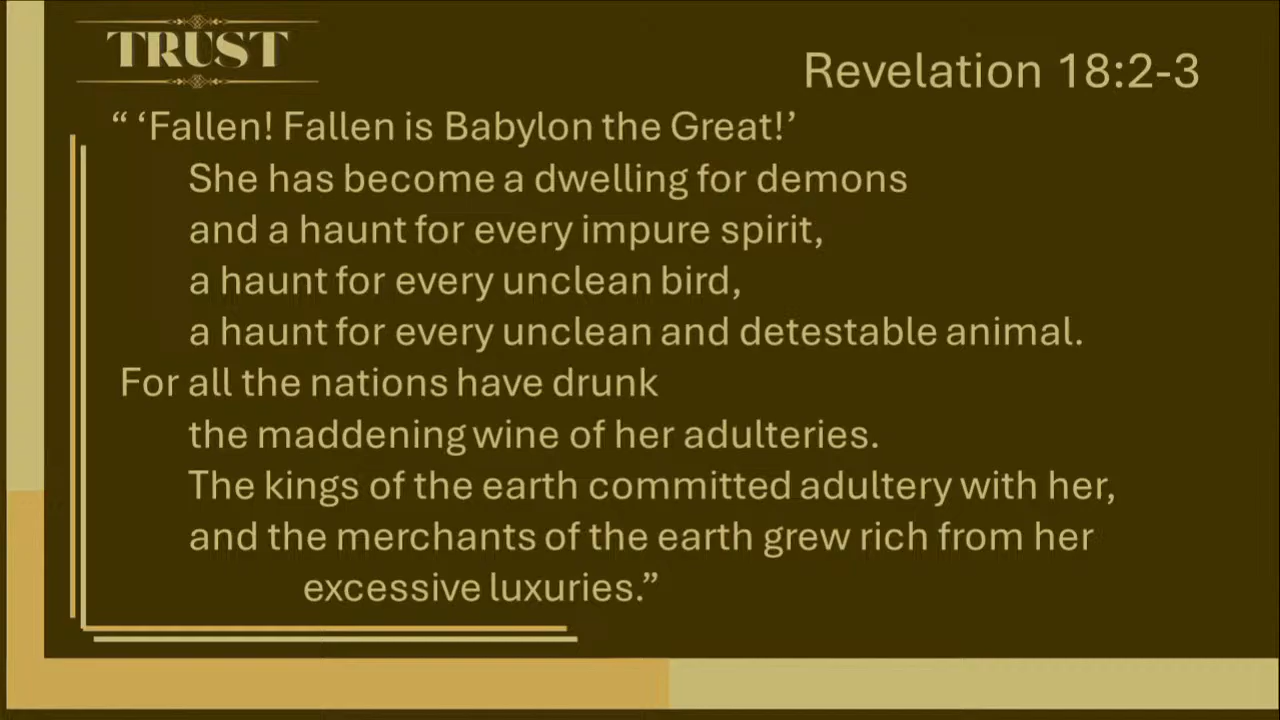 TRUST
Revelation 18:2-3
“ ‘Fallen! Fallen is Babylon the Great!’
She has become a dwelling for demons
and a haunt for every impure spirit,
a haunt for every unclean bird,
a haunt for every unclean and detestable animal.
For all the nations have drunk
the maddening wine of her adulteries.
The kings of the earth committed adultery with her,
and the merchants of the earth grew rich from her
excessive luxuries.”